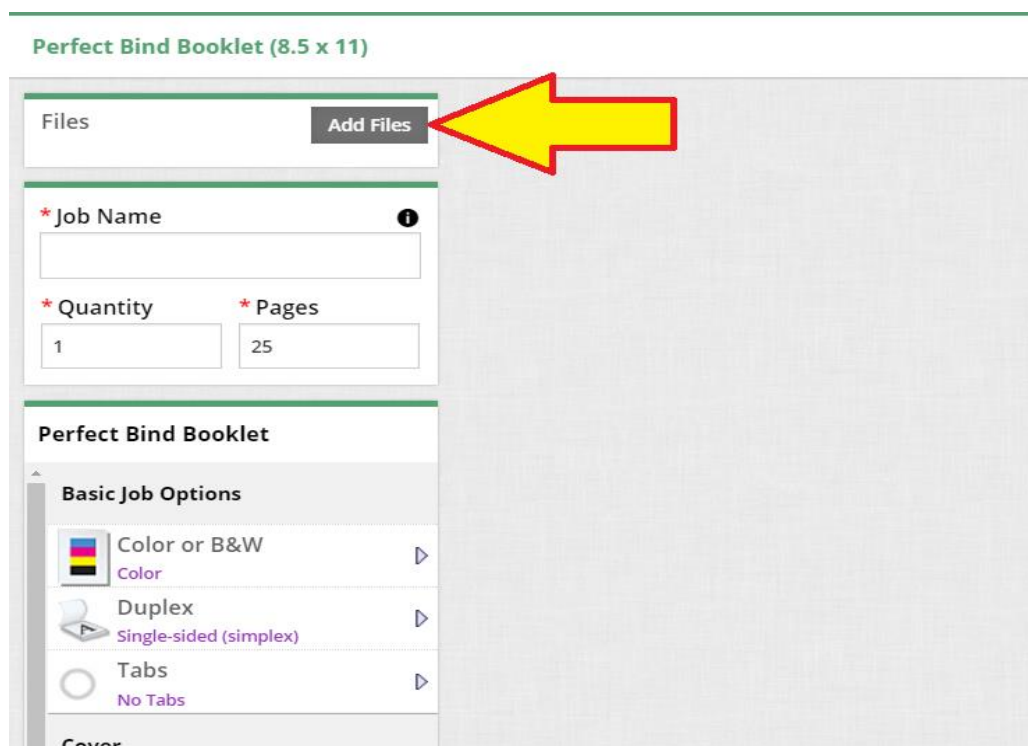 Perfect Bind Booklet (8.5 x 11)
Files
Add Files
* Job Name
* Quantity
* Pages
1
25
Perfect Bind Booklet
Basic Job Options
Color or B&W
Color
Duplex
Single-sided (simplex)
Tabs
No Tabs
Cover